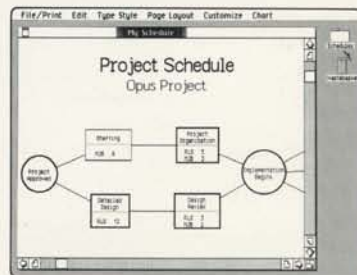 File/Print Edit Type Style Page Layout Customize Chart
My Schedule
Project Schedule
Opus Project
Staffing
Project
Organization
Project
Approved
Implementation
Begins
Detailed
Design
Design
Review